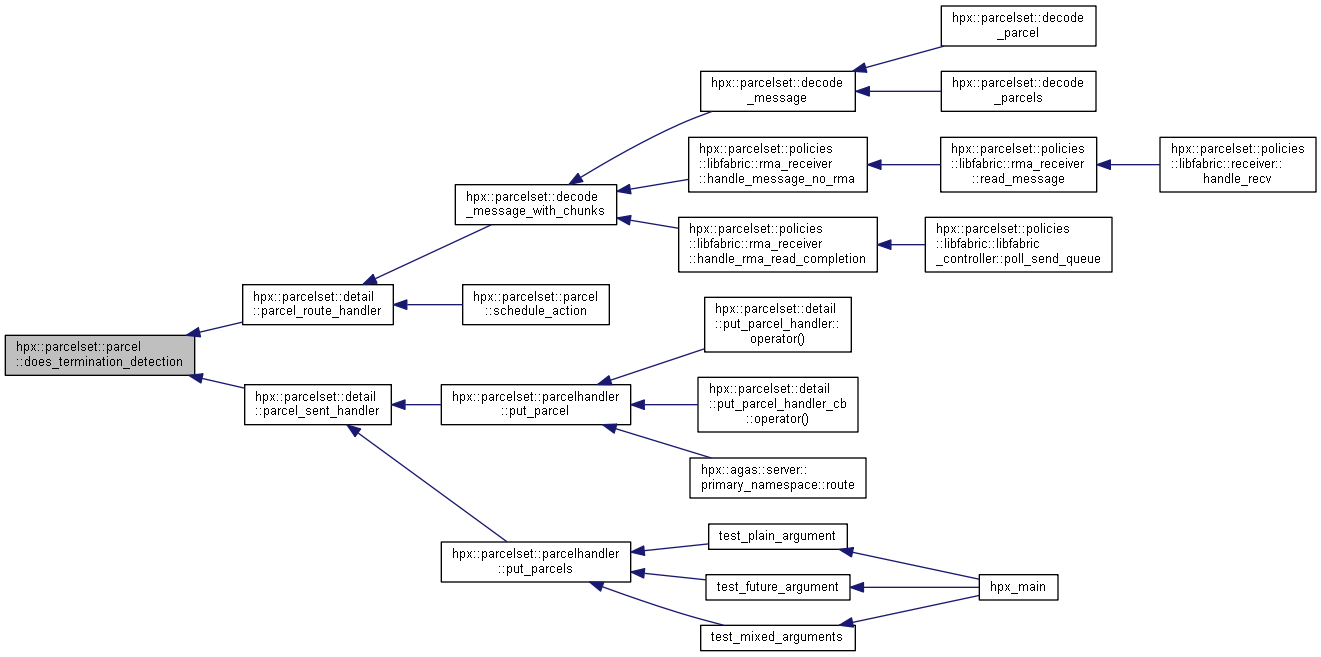 hpx::parcelset::decode
_parcel
hpx::parcelset::decode
_message
hpx::parcelset::decode
_parcels
hpx::parcelset::policies
::libfabric::rma_receiver
::handle_message_no_rma
hpx::parcelset::policies
::libfabric::rma_receiver
::read_message
hpx::parcelset::policies
::libfabric::receiver::
handle_recv
hpx::parcelset::decode
_message_with_chunks
hpx::parcelset::policies
::libfabric::rma_receiver
::handle_rma_read_completion
hpx::parcelset::policies
::libfabric::libfabric
_controller::poll_send_queue
hpx::parcelset::detail
::parcel_route_handler
hpx::parcelset::parcel
::schedule_action
hpx::parcelset::detail
::put_parcel_handler::
operator()
hpx::parcelset::parcel
::does_termination_detection
hpx::parcelset::detail
::parcel_sent_handler
hpx::parcelset::parcelhandler
::put_parcel
hpx::parcelset::detail
::put_parcel_handler_cb
::operator()
hpx::agas::server::
primary_namespace::route
hpx::parcelset::parcelhandler
::put_parcels
test_plain_argument
test_future_argument
hpx_main
test_mixed_arguments